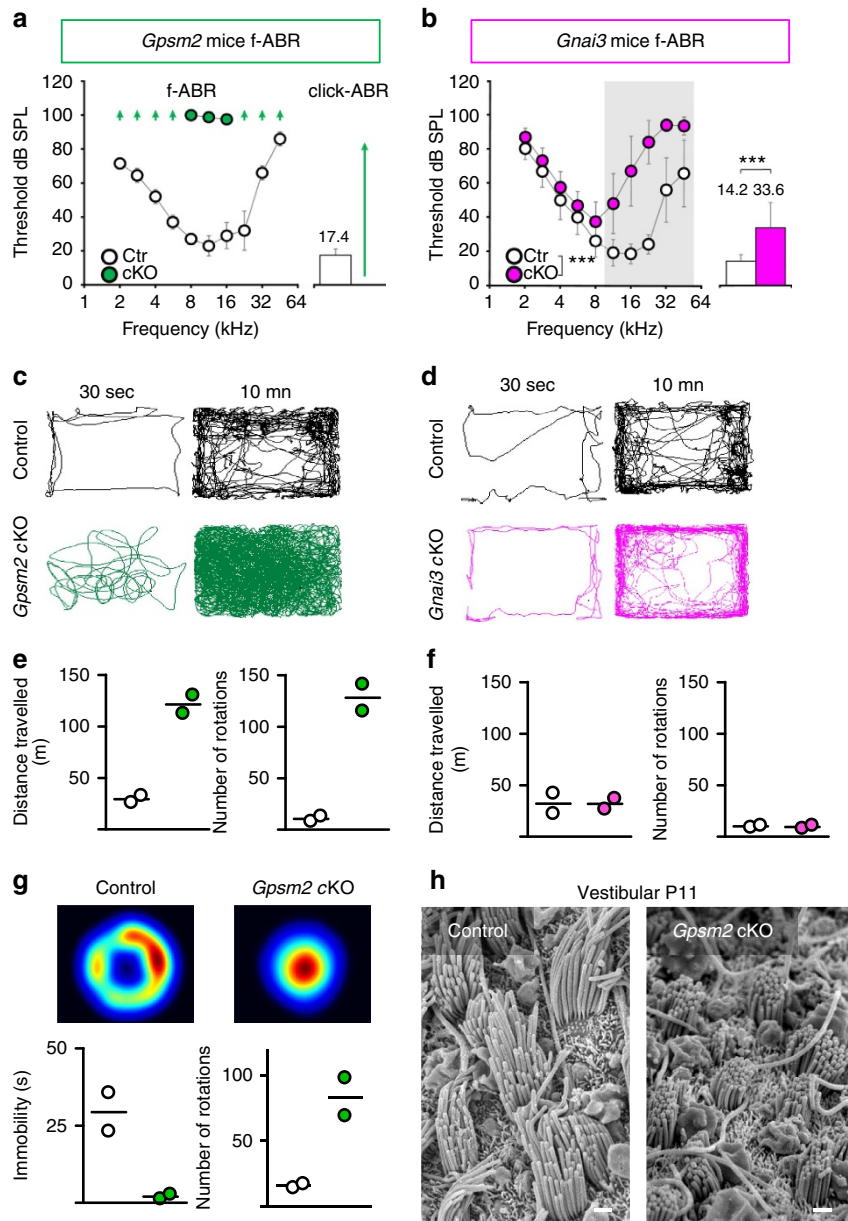 a
Gpsm2 mice f-ABR
f-ABR
click-ABR
Threshold dB SPL
120
100
80
60
40
20
0
Ctr
cKO
17.4
1 2 4 8 16 32 64
Frequency (kHz)
b
Gnai3 mice f-ABR
Threshold dB SPL
120
100
80
60
40
20
0
Ctr
cKO
***
***
14.2 33.6
1 2 4 8 16 32 64
Frequency (kHz)
c
30 sec
10 mn
Control
Gpsm2 cKO
d
30 sec
10 mn
Control
Gnai3 cKO
e
Distance travelled
(m)
150
100
50
Number of rotations
150
100
50
f
Distance travelled
(m)
150
100
50
Number of rotations
150
100
50
g
Control
Gpsm2 cKO
Immobility (s)
50
25
Number of rotations
100
50
h
Vestibular P11
Control
Gpsm2 cKO